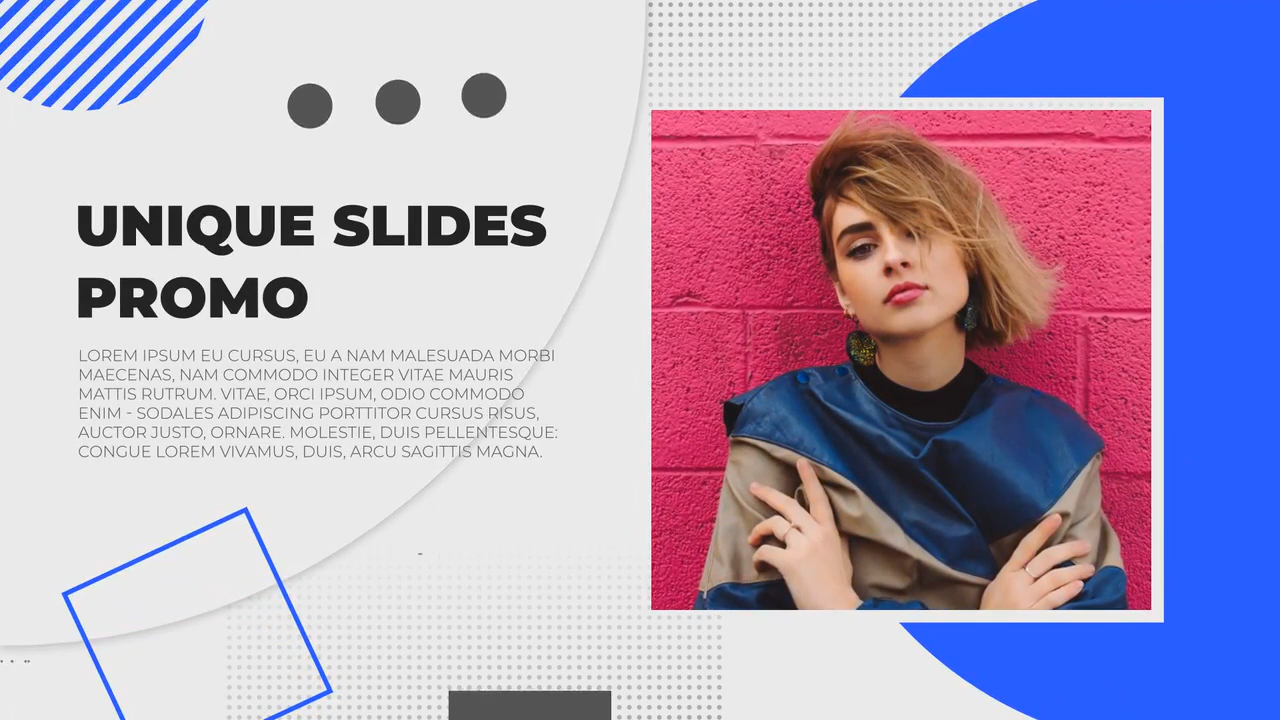 UNIQUE SLIDES
PROMO
LOREM IPSUM EU CURSUS, EU A NAM MALESUADA MORBI
MAECENAS, NAM COMMODO INTEGER VITAE MAURIS
MATTIS RUTRUM. VITAE, ORCI IPSUM, ODIO COMMODO
ENIM - SODALES ADIPISCING PORTTITOR CURSUS RISUS,
AUCTOR JUSTO, ORNARE. MOLESTIE, DUIS PELLENTESQUE:
CONGUE LOREM VIVAMUS, DUIS, ARCU SAGITTIS MAGNA.